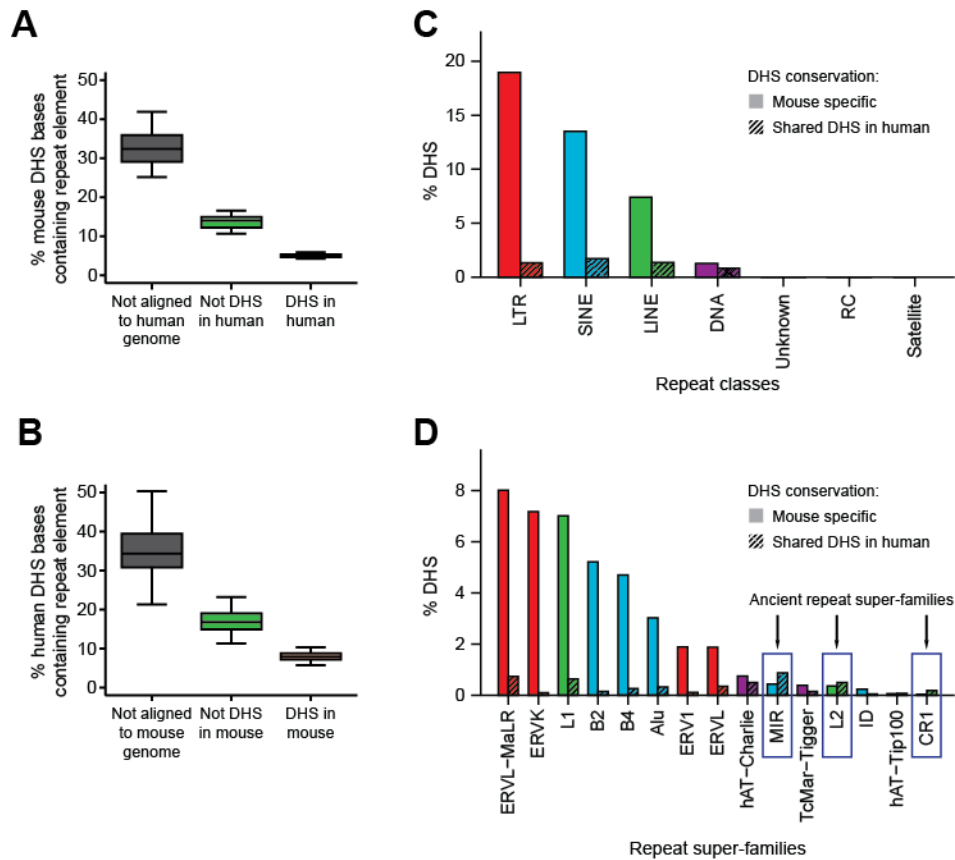 A
% mouse DHS bases
containing repeat element
50
40
30
20
10
0
Not aligned
to human
genome
Not DHS
in human
DHS in
human
B
% human DHS bases
containing repeat element
50
40
30
20
10
0
Not aligned
to mouse
genome
Not DHS
in mouse
DHS in
mouse
C
% DHS
20
15
10
5
0
DHS conservation:
Mouse specific
Shared DHS in human
LTR
SINE
LINE
DNA
Unknown
RC
Satellite
Repeat classes
D
% DHS
8
6
4
2
0
DHS conservation:
Mouse specific
Shared DHS in human
Ancient repeat super-families
ERVL-MaLR
ERVK
L1
B2
B4
Alu
ERV1
ERVL
hAT-Charlie
MIR
TcMar-Tigger
L2
ID
hAT-Tip100
CR1
Repeat super-families